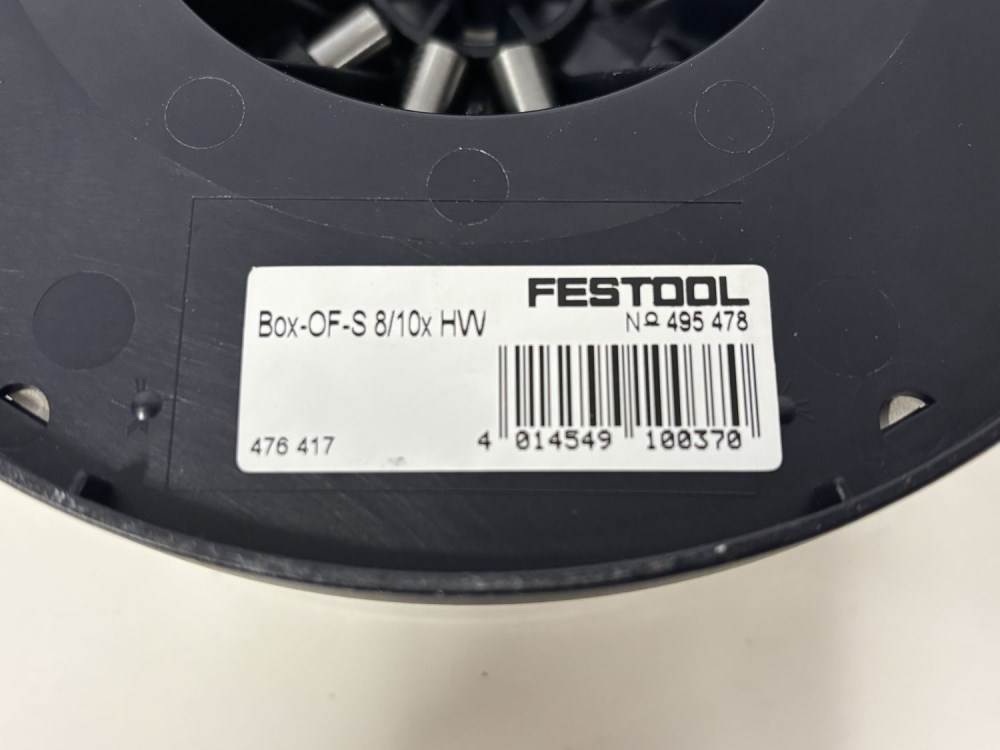 FESTOOL
Box-OF-S 8/10x HW
№ 495 478
476 417
4 014549 100370